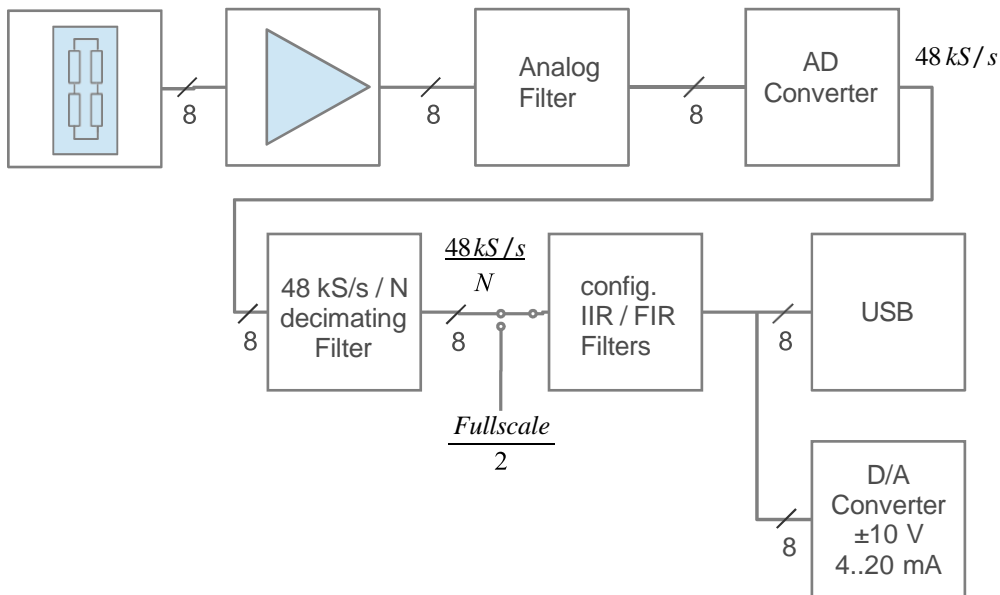 8
8
Analog
Filter
8
AD
Converter
48 kS/s
8
48 kS/s / N
decimating
Filter
48 kS/s
N
8
Fullscale
2
config.
IIR / FIR
Filters
8
USB
8
D/A
Converter
±10 V
4..20 mA